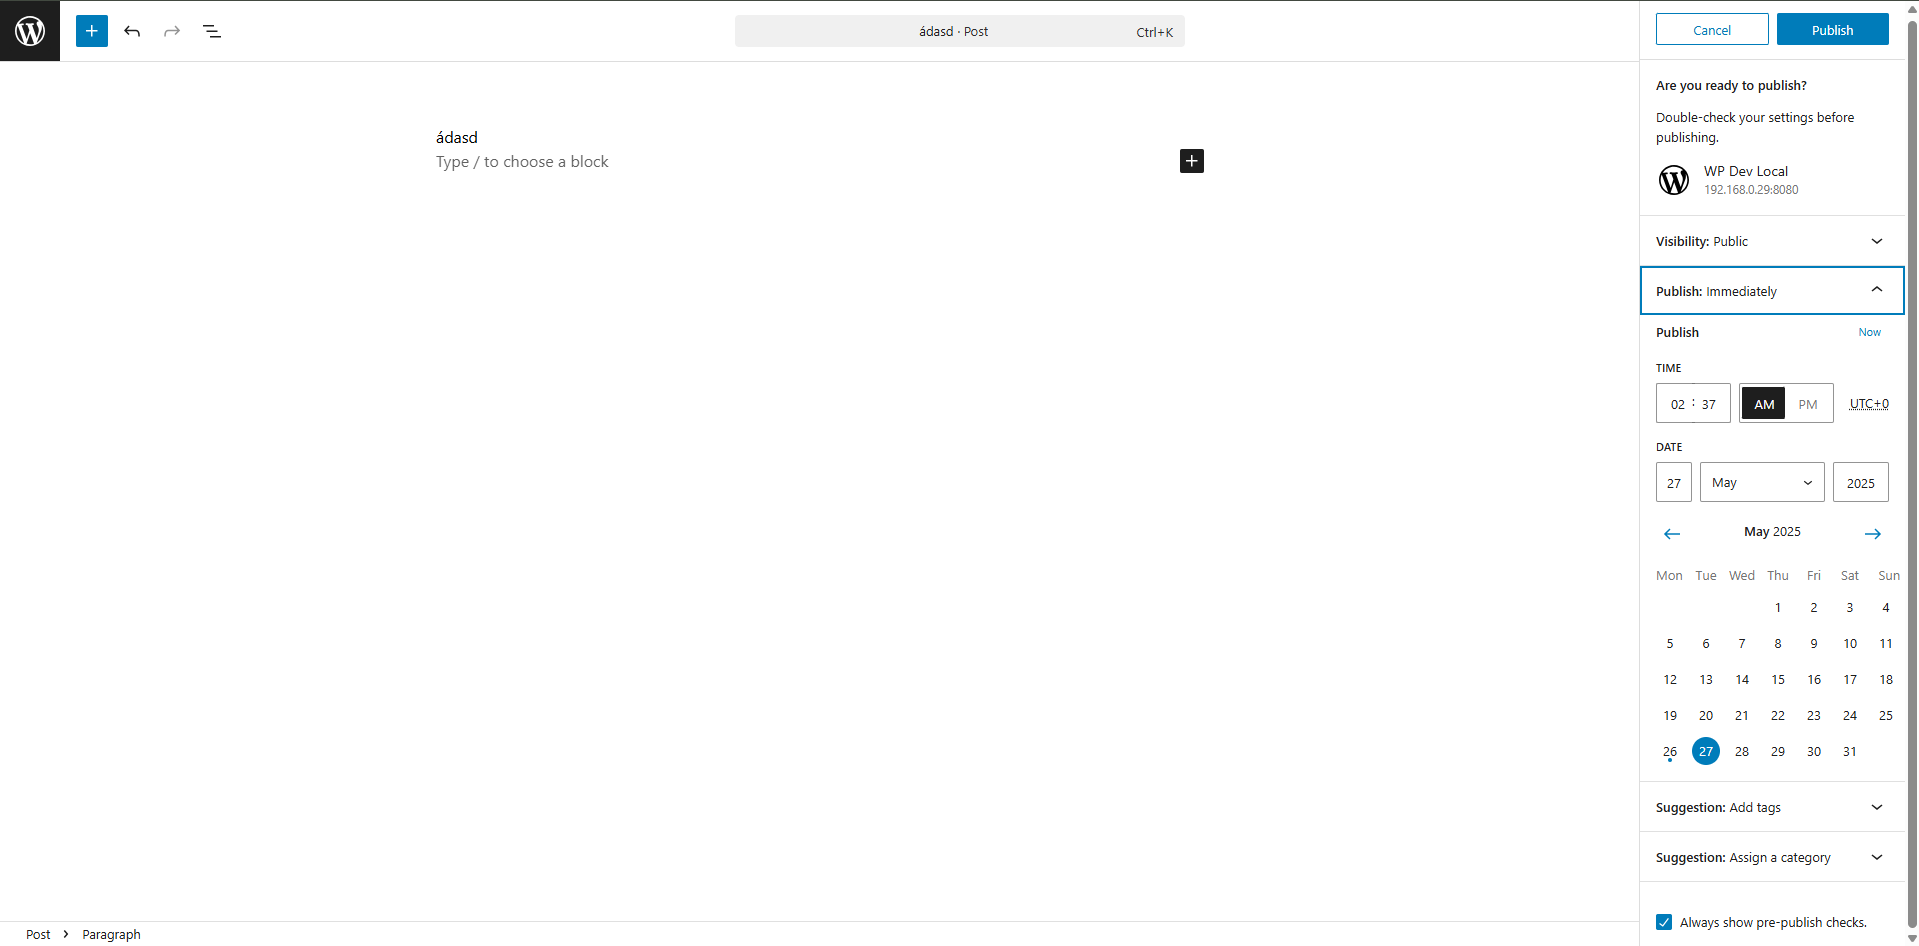 ádasd · Post Ctrl+K
Cancel Publish
Are you ready to publish?
Double-check your settings before
publishing.
WP Dev Local
192.168.0.29:8080
Visibility: Public
Publish: Immediately
Publish Now
TIME
02 : 37 AM PM UTC+0
DATE
27 May 2025
May 2025
Mon Tue Wed Thu Fri Sat Sun
1 2 3 4
5 6 7 8 9 10 11
12 13 14 15 16 17 18
19 20 21 22 23 24 25
26 27 28 29 30 31
Suggestion: Add tags
Suggestion: Assign a category
Always show pre-publish checks.
ádasd
Type / to choose a block
Post Paragraph